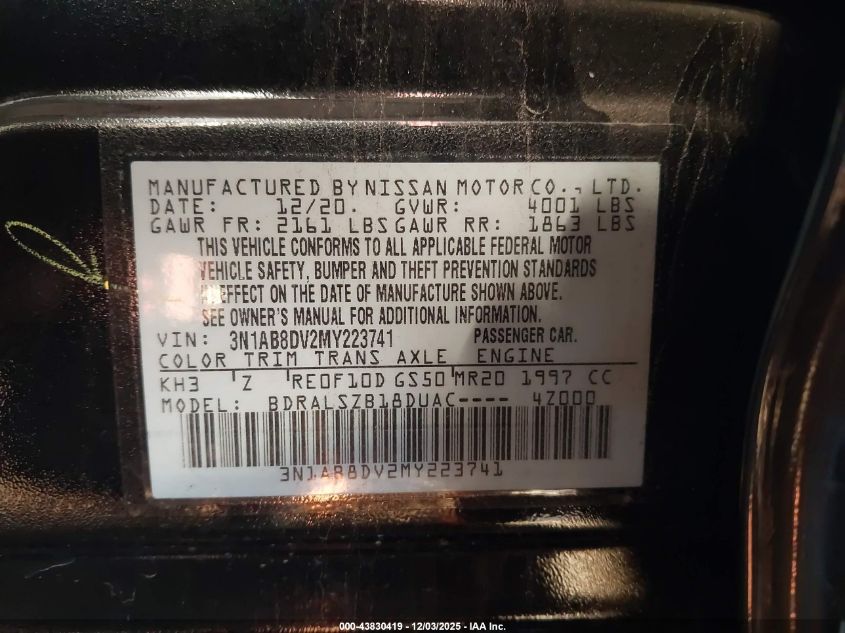 MANUFACTURED BY NISSAN MOTOR CO., LTD.
DATE: 12/20. GVWR: 4001 LBS
GAWR FR: 2161 LBS GAWR RR: 1863 LBS
THIS VEHICLE CONFORMS TO ALL APPLICABLE FEDERAL MOTOR
VEHICLE SAFETY, BUMPER AND THEFT PREVENTION STANDARDS
IN EFFECT ON THE DATE OF MANUFACTURE SHOWN ABOVE.
SEE OWNER'S MANUAL FOR ADDITIONAL INFORMATION.
VIN: 3N1AB8DV2MY223741 PASSENGER CAR.
COLOR TRIM TRANS AXLE ENGINE
KH3 Z RE0F10D GS50 MR20 1997 CC
MODEL: BDRALSZB18DUAC---- 4Z000
3N1AB8DV2MY223741
000-43830419 - 12/03/2025 - IAA Inc.